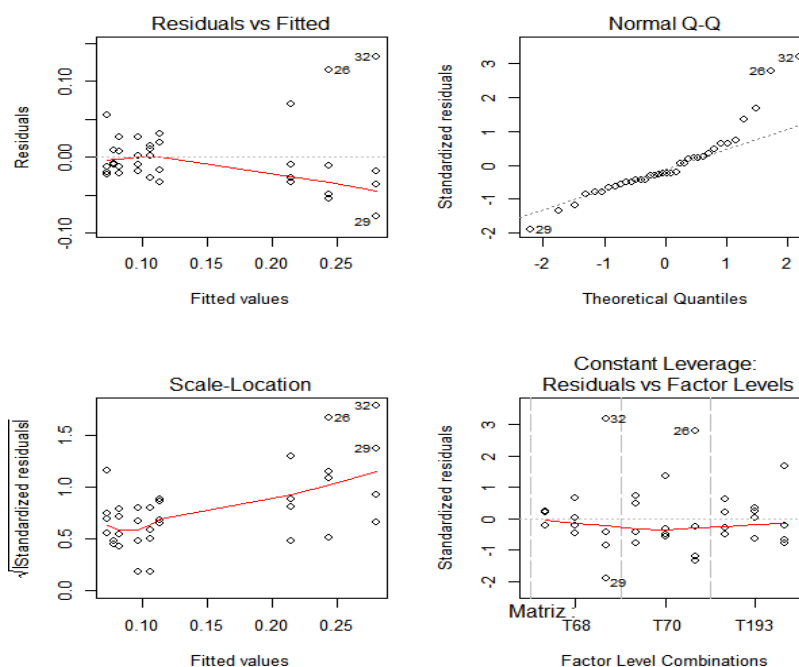 Residuals vs Fitted
Residuals
0.10
0.00
-0.10
32
26
29
0.10 0.15 0.20 0.25
Fitted values
Normal Q-Q
Standardized residuals
3
2
1
0
-1
-2
32
26
29
-2 -1 0 1 2
Theoretical Quantiles
Scale-Location
√|Standardized residuals|
1.5
1.0
0.5
0.0
32
26
29
0.10 0.15 0.20 0.25
Fitted values
Constant Leverage:
Residuals vs Factor Levels
Standardized residuals
3
2
1
0
-1
-2
32
26
29
Matriz :
T68 T70 T193
Factor Level Combinations